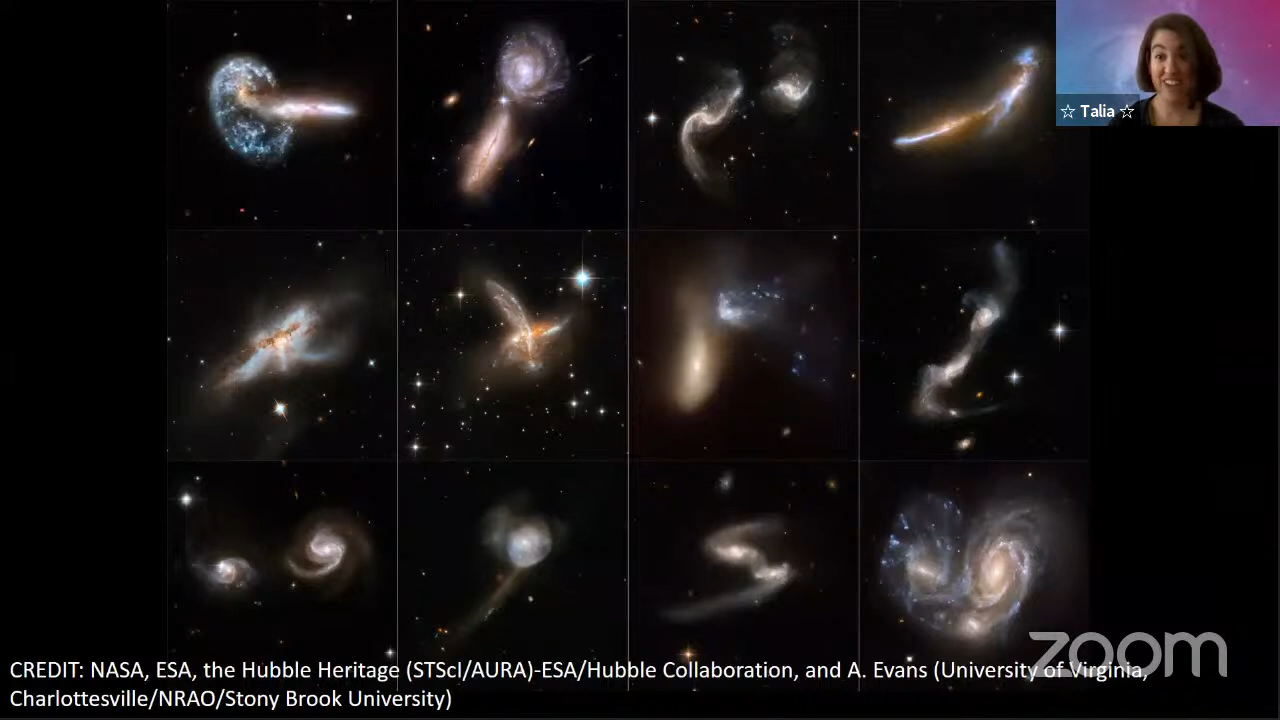 ☆ Talia ☆
zoom
CREDIT: NASA, ESA, the Hubble Heritage (STScI/AURA)-ESA/Hubble Collaboration, and A. Evans (University of Virginia,
Charlottesville/NRAO/Stony Brook University)